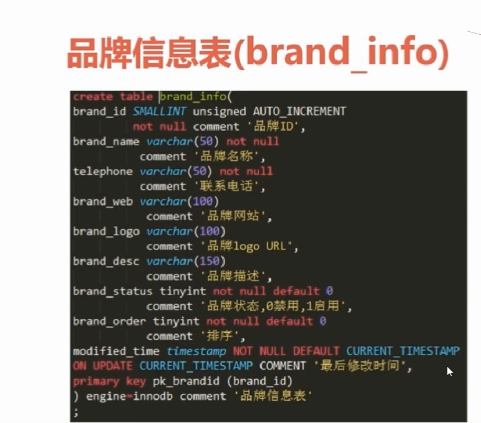 品牌信息表(brand_info)
create table brand_info(
brand_id SMALLINT unsigned AUTO_INCREMENT
not null comment '品牌ID',
brand_name varchar(50) not null
comment '品牌名称',
telephone varchar(50) not null
comment '联系电话',
brand_web varchar(100)
comment '品牌网站',
brand_logo varchar(100)
comment '品牌logo URL',
brand_desc varchar(150)
comment '品牌描述',
brand_status tinyint not null default 0
comment '品牌状态,0禁用,1启用',
brand_order tinyint not null default 0
comment '排序',
modified_time timestamp NOT NULL DEFAULT CURRENT_TIMESTAMP
ON UPDATE CURRENT_TIMESTAMP COMMENT '最后修改时间',
primary key pk_brandid (brand_id)
) engine=innodb comment '品牌信息表'
;